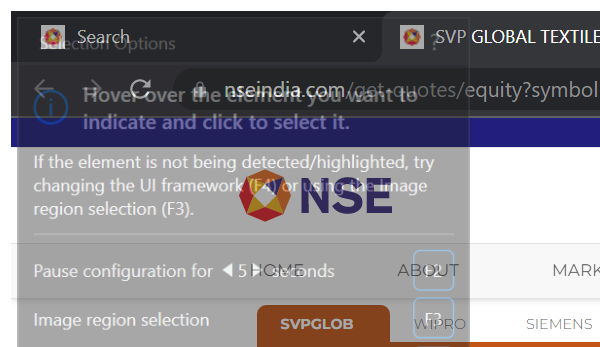 Search
SVP GLOBAL TEXTILE
Selection Options
?
nseindia.com/get-quotes/equity?symbol
Hover over the element you want to
indicate and click to select it.
If the element is not being detected/highlighted, try
changing the UI framework (F4) or using the Image
region selection (F3).
NSE
Pause configuration for 5 seconds
F2
HOME
ABOUT
MARK
Image region selection
F3
SVPGLOB
WIPRO
SIEMENS